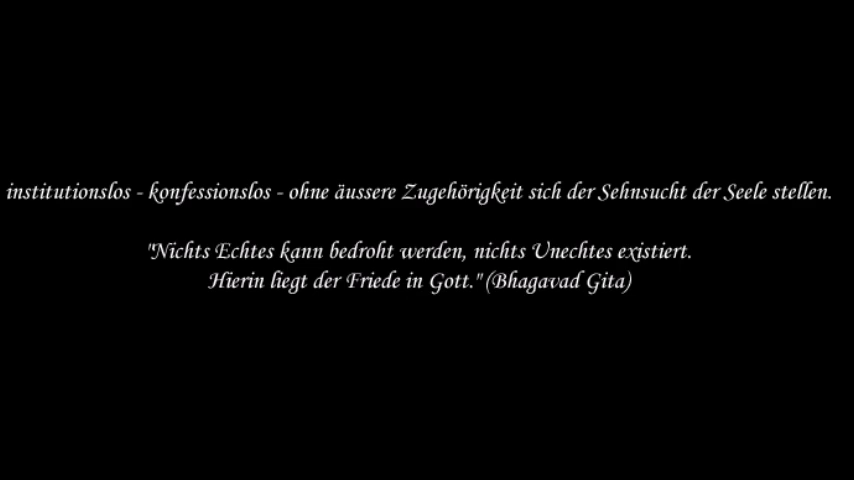 institutionslos - konfessionslos - ohne äussere Zugehörigkeit sich der Sehnsucht der Seele stellen.
"Nichts Echtes kann bedroht werden, nichts Unechtes existiert.
Hierin liegt der Friede in Gott." (Bhagavad Gita)